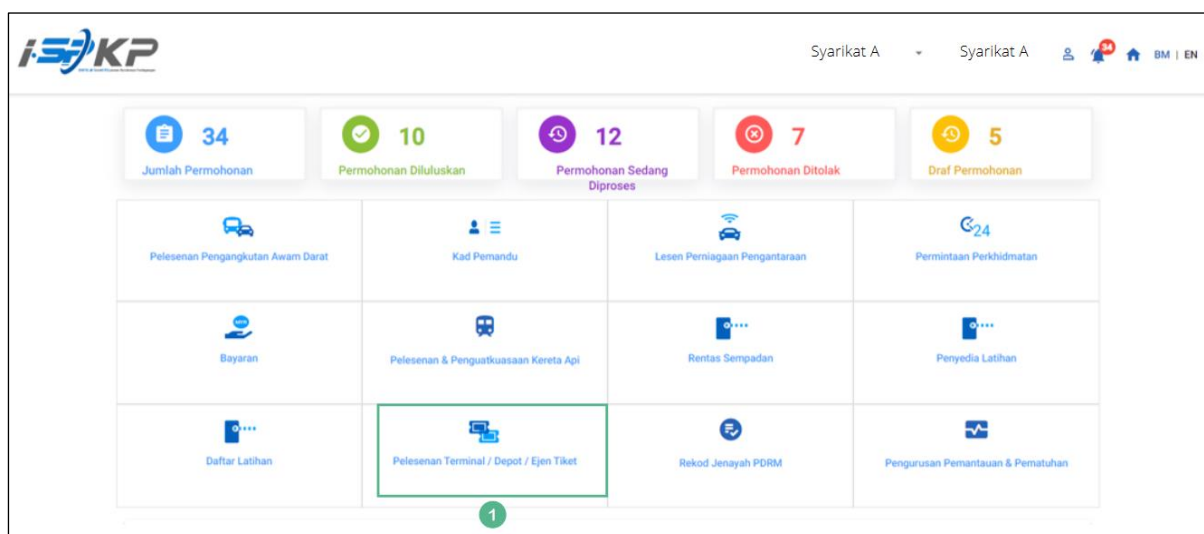 i-SPKP
Syarikat A
Syarikat A
34
BM | EN
34
Jumlah Permohonan
10
Permohonan Diluluskan
12
Permohonan Sedang
Diproses
7
Permohonan Ditolak
5
Draf Permohonan
Pelesenan Pengangkutan Awam Darat
Kad Pemandu
Lesen Perniagaan Pengantaraan
24
Permintaan Perkhidmatan
Bayaran
Pelesenan & Penguatkuasaan Kereta Api
Rentas Sempadan
Penyedia Latihan
Daftar Latihan
Pelesenan Terminal / Depot / Ejen Tiket
Rekod Jenayah PDRM
Pengurusan Pemantauan & Pematuhan
1